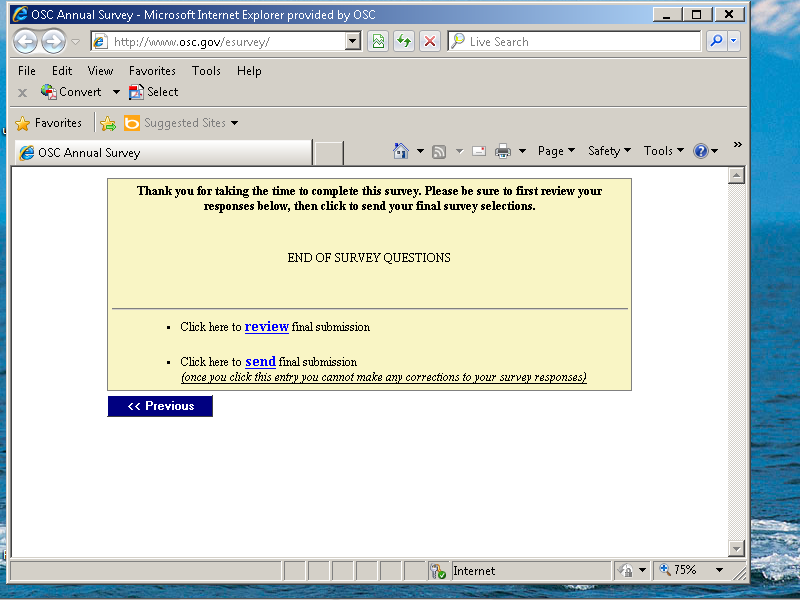 OSC Annual Survey - Microsoft Internet Explorer provided by OSC
http://www.osc.gov/esurvey/
Live Search
File Edit View Favorites Tools Help
x Convert Select
Favorites Suggested Sites
OSC Annual Survey
Page Safety Tools
Thank you for taking the time to complete this survey. Please be sure to first review your
responses below, then click to send your final survey selections.
END OF SURVEY QUESTIONS
• Click here to review final submission
• Click here to send final submission
(once you click this entry you cannot make any corrections to your survey responses)
<< Previous
Internet
75%